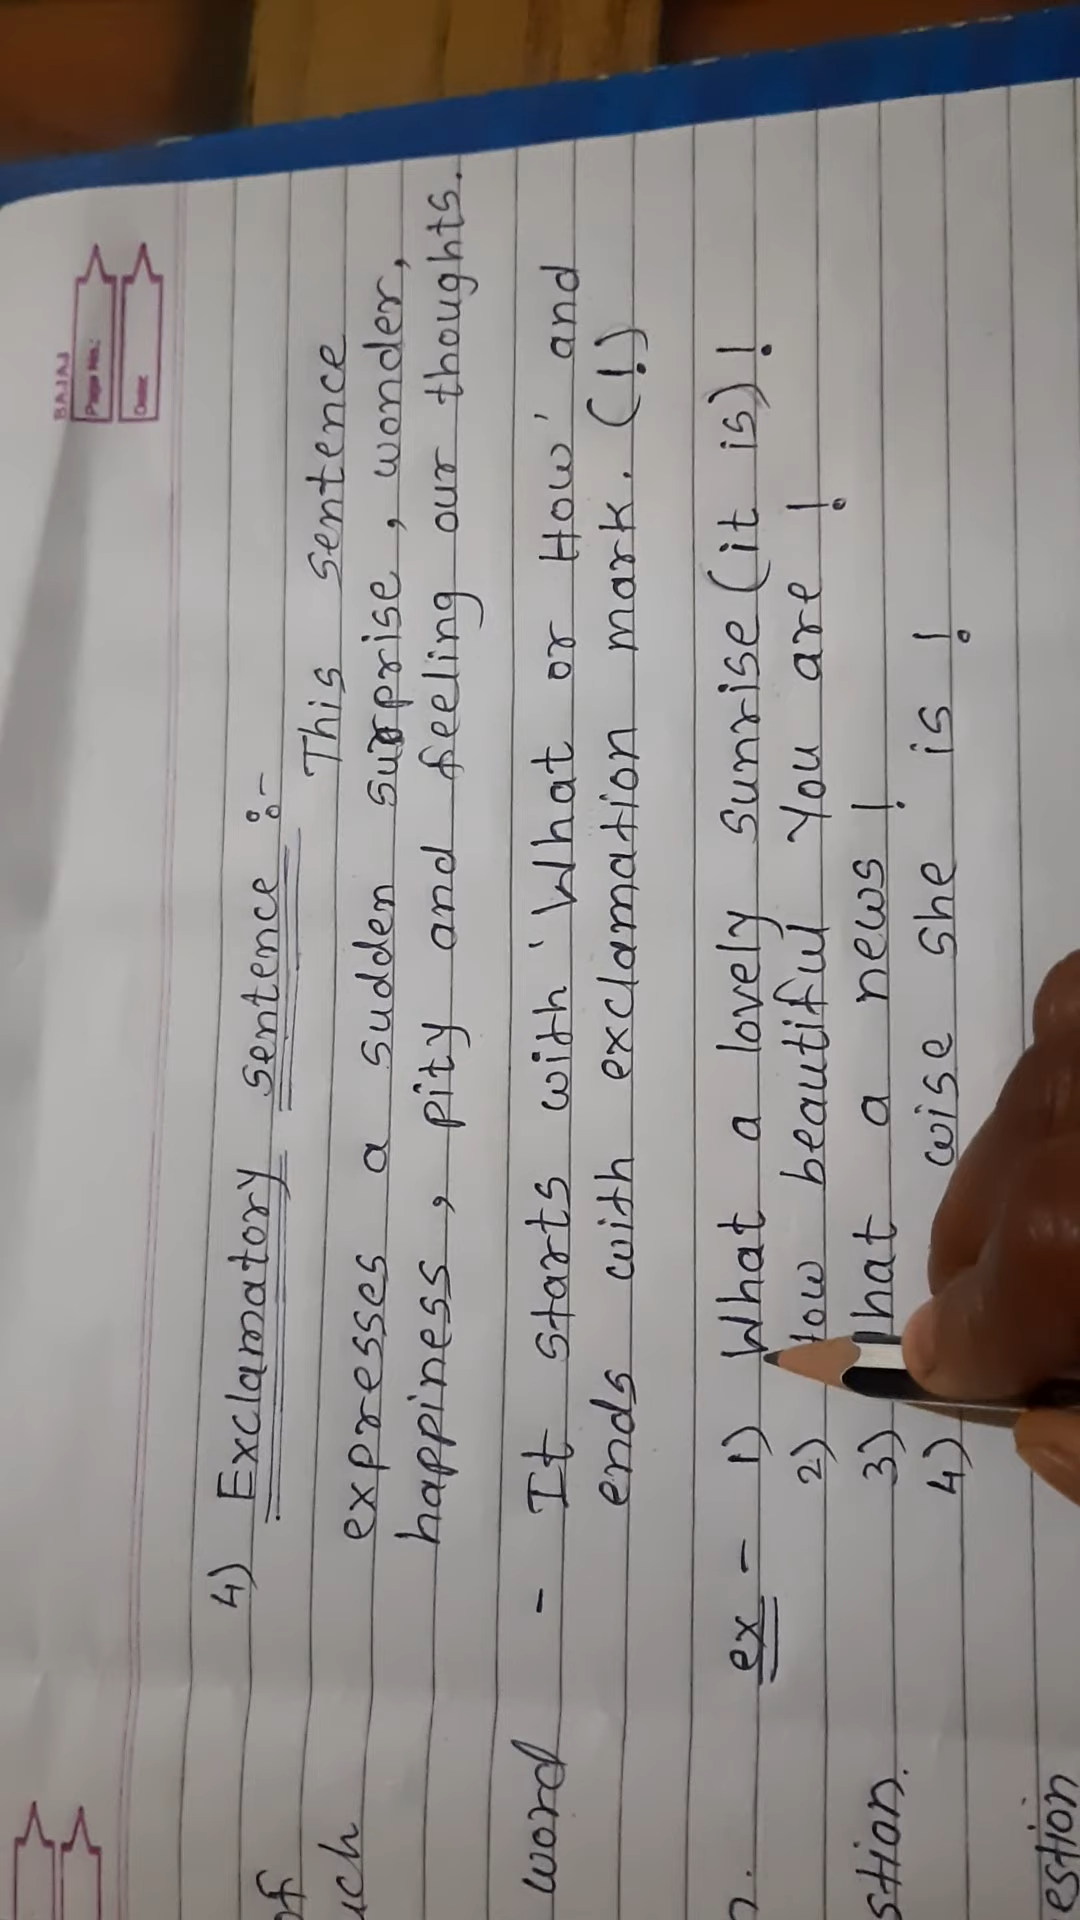 BAJAJ
Page No.:
Date:
4) Exclamatory sentence :-
This sentence
expresses a sudden surprise, wonder,
happiness, pity and feeling our thoughts.
- It starts with 'What or How' and
ends with exclamation mark. (!)
ex - 1) What a lovely sunrise (it is)!
2) How beautiful You are !
3) What a news !
4) wise she is !
of
uch
word
n.
stion.
estion